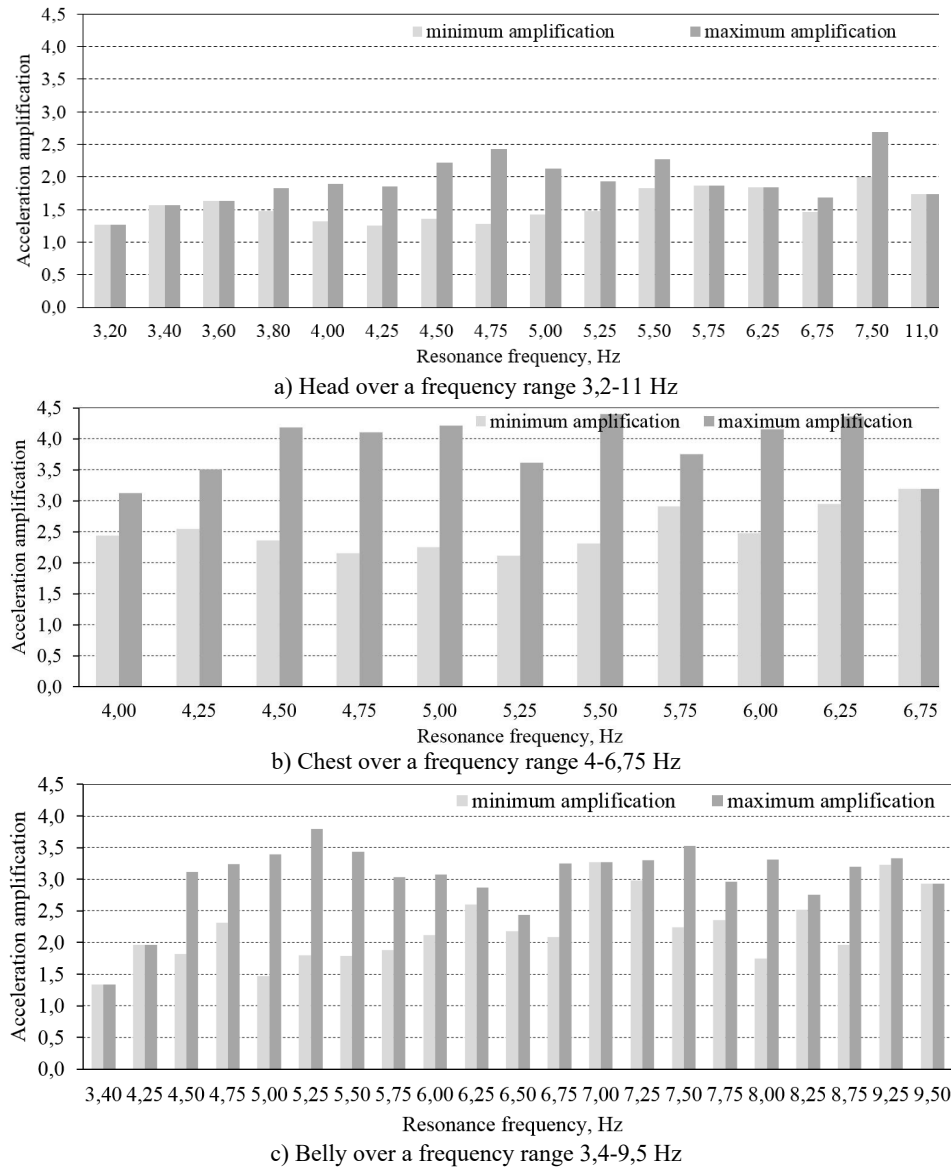 4,5
minimum amplification maximum amplification
4,0
3,5
3,0
2,5
2,0
1,5
1,0
0,5
0,0
Acceleration amplification
3,20 3,40 3,60 3,80 4,00 4,25 4,50 4,75 5,00 5,25 5,50 5,75 6,25 6,75 7,50 11,0
Resonance frequency, Hz
a) Head over a frequency range 3,2-11 Hz
4,5
minimum amplification maximum amplification
4,0
3,5
3,0
2,5
2,0
1,5
1,0
0,5
0,0
Acceleration amplification
4,00 4,25 4,50 4,75 5,00 5,25 5,50 5,75 6,00 6,25 6,75
Resonance frequency, Hz
b) Chest over a frequency range 4-6,75 Hz
4,5
minimum amplification maximum amplification
4,0
3,5
3,0
2,5
2,0
1,5
1,0
0,5
0,0
Acceleration amplification
3,40 4,25 4,50 4,75 5,00 5,25 5,50 5,75 6,00 6,25 6,50 6,75 7,00 7,25 7,50 7,75 8,00 8,25 8,75 9,25 9,50
Resonance frequency, Hz
c) Belly over a frequency range 3,4-9,5 Hz